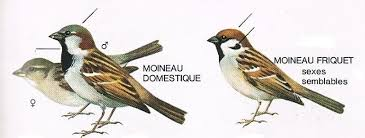 ♂
MOINEAU
DOMESTIQUE
♀
MOINEAU FRIQUET
sexes
semblables